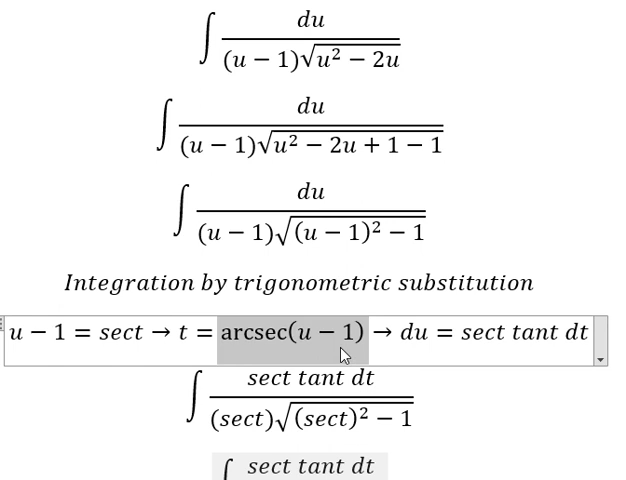 ∫ du / (u − 1)√(u² − 2u)
∫ du / (u − 1)√(u² − 2u + 1 − 1)
∫ du / (u − 1)√((u − 1)² − 1)
Integration by trigonometric substitution
u − 1 = sect → t = arcsec(u − 1) → du = sect tant dt
∫ sect tant dt / (sect)√((sect)² − 1)
∫ sect tant dt